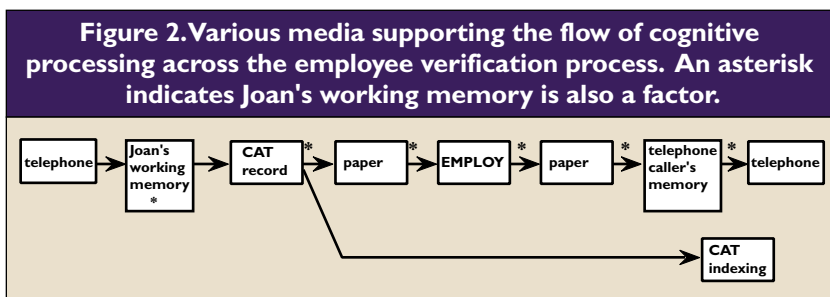 Figure 2. Various media supporting the flow of cognitive
processing across the employee verification process. An asterisk
indicates Joan's working memory is also a factor.
telephone
Joan's
working
memory
*
CAT
record
*
paper
*
EMPLOY
*
paper
*
telephone
caller's
memory
*
telephone
CAT
indexing